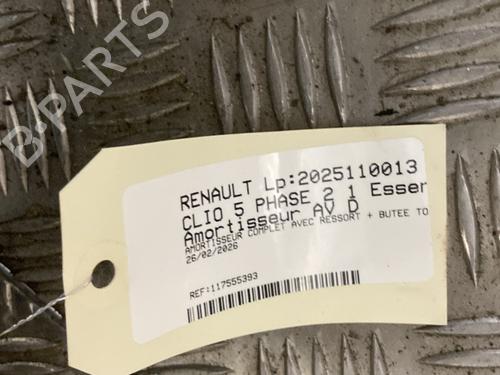 B-PARTS
RENAULT Lp:2025110013
CLIO 5 PHASE 2 1 Essen
Amortisseur AV D
AMORTISSEUR COMPLET AVEC RESSORT + BUTEE TO
26/02/2026
REF:117555393